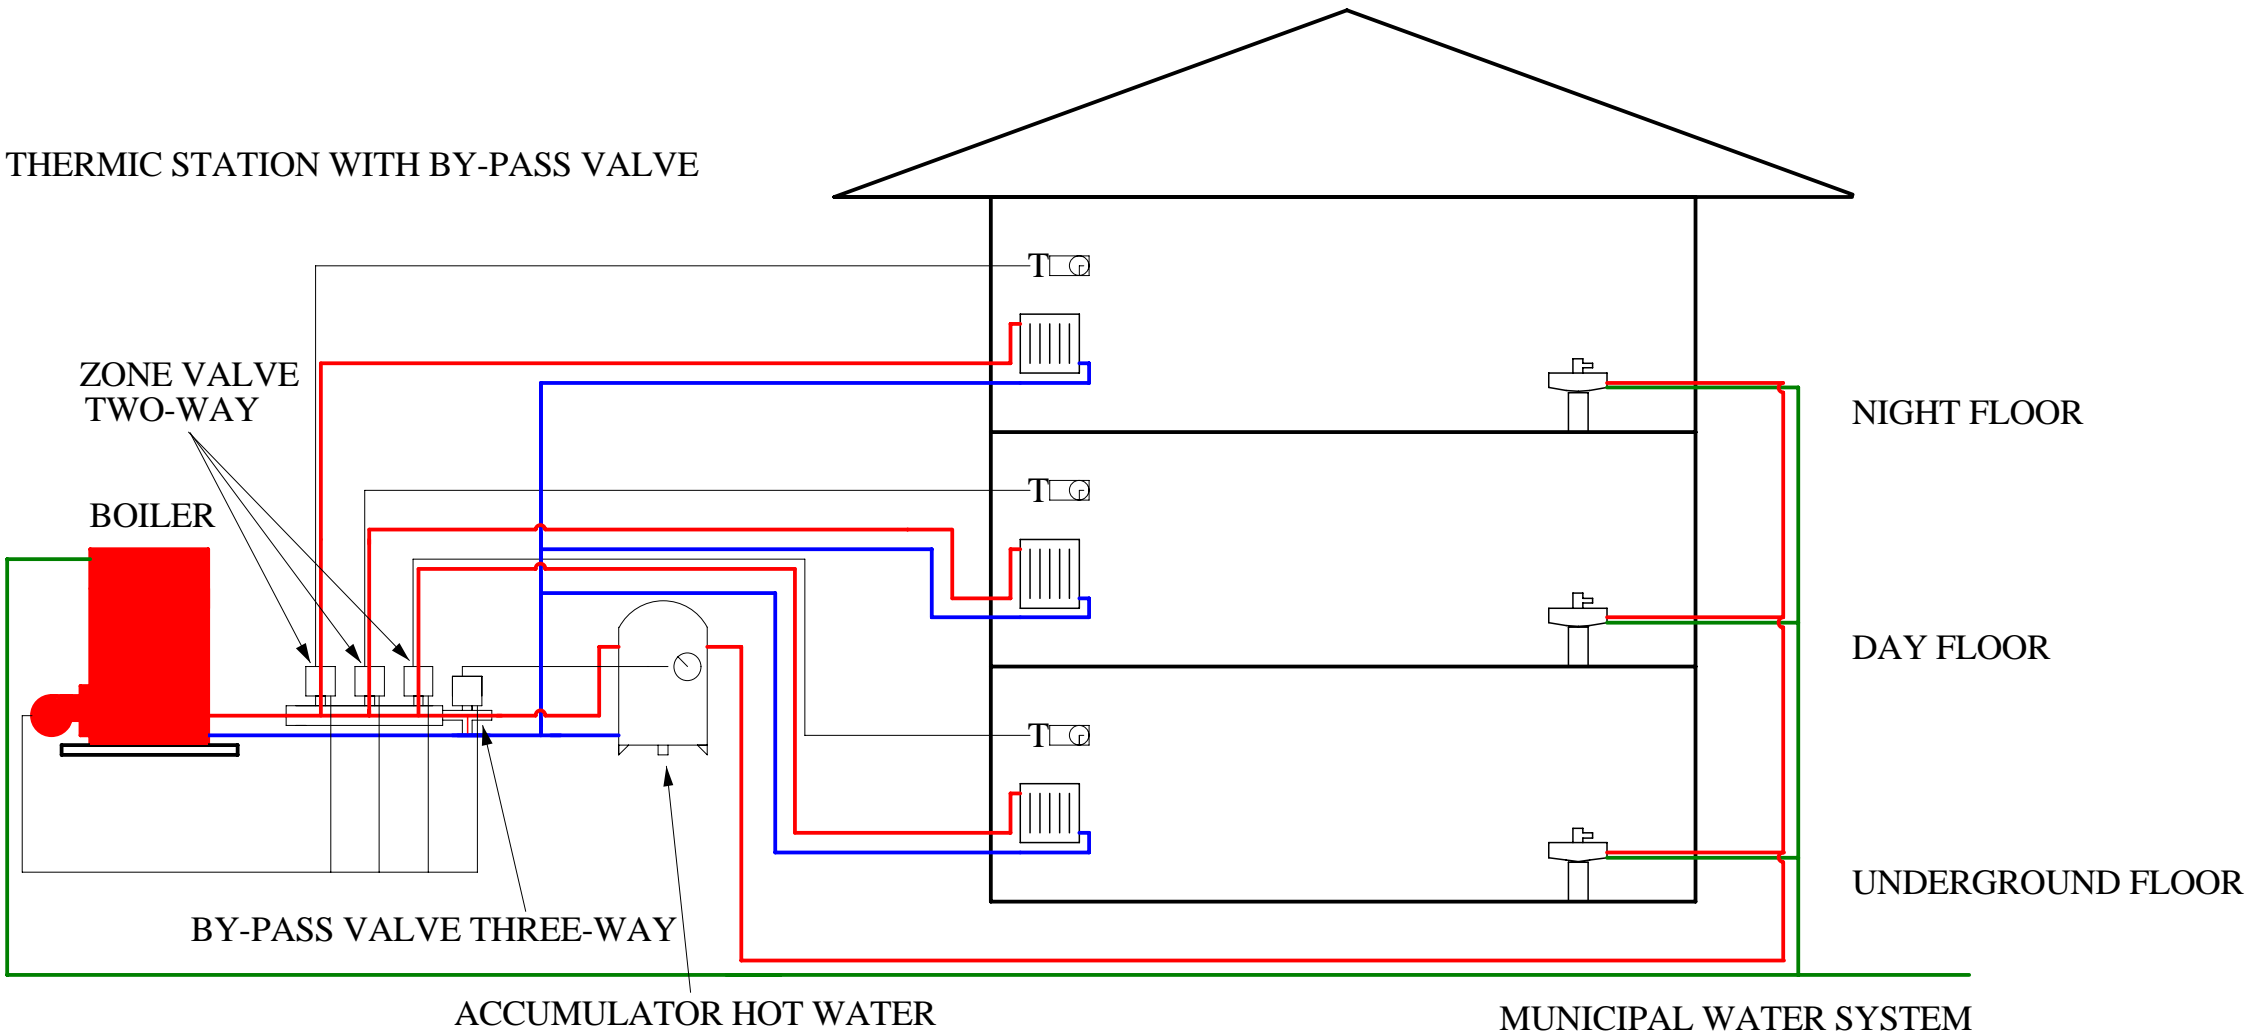 THERMIC STATION WITH BY-PASS VALVE
T
ZONE VALVE
TWO-WAY
NIGHT FLOOR
T
BOILER
DAY FLOOR
T
UNDERGROUND FLOOR
BY-PASS VALVE THREE-WAY
ACCUMULATOR HOT WATER
MUNICIPAL WATER SYSTEM